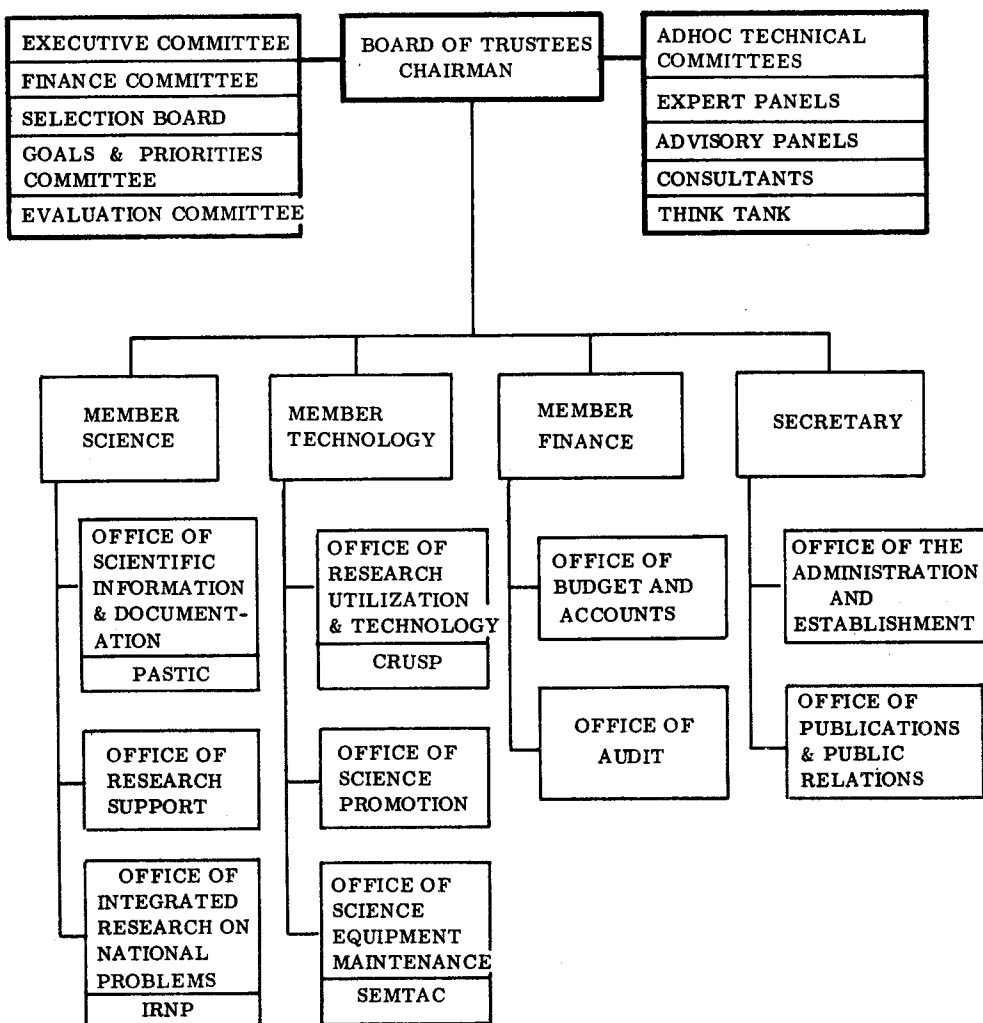 EXECUTIVE COMMITTEE
FINANCE COMMITTEE
SELECTION BOARD
GOALS & PRIORITIES
COMMITTEE
EVALUATION COMMITTEE
BOARD OF TRUSTEES
CHAIRMAN
ADHOC TECHNICAL
COMMITTEES
EXPERT PANELS
ADVISORY PANELS
CONSULTANTS
THINK TANK
MEMBER
SCIENCE
MEMBER
TECHNOLOGY
MEMBER
FINANCE
SECRETARY
OFFICE OF
SCIENTIFIC
INFORMATION
& DOCUMENT-
ATION
PASTIC
OFFICE OF
RESEARCH
SUPPORT
OFFICE OF
INTEGRATED
RESEARCH ON
NATIONAL
PROBLEMS
IRNP
OFFICE OF
RESEARCH
UTILIZATION
& TECHNOLOGY
CRUSP
OFFICE OF
SCIENCE
PROMOTION
OFFICE OF
SCIENCE
EQUIPMENT
MAINTENANCE
SEMTAC
OFFICE OF
BUDGET AND
ACCOUNTS
OFFICE OF
AUDIT
OFFICE OF THE
ADMINISTRATION
AND
ESTABLISHMENT
OFFICE OF
PUBLICATIONS
& PUBLIC
RELATIONS